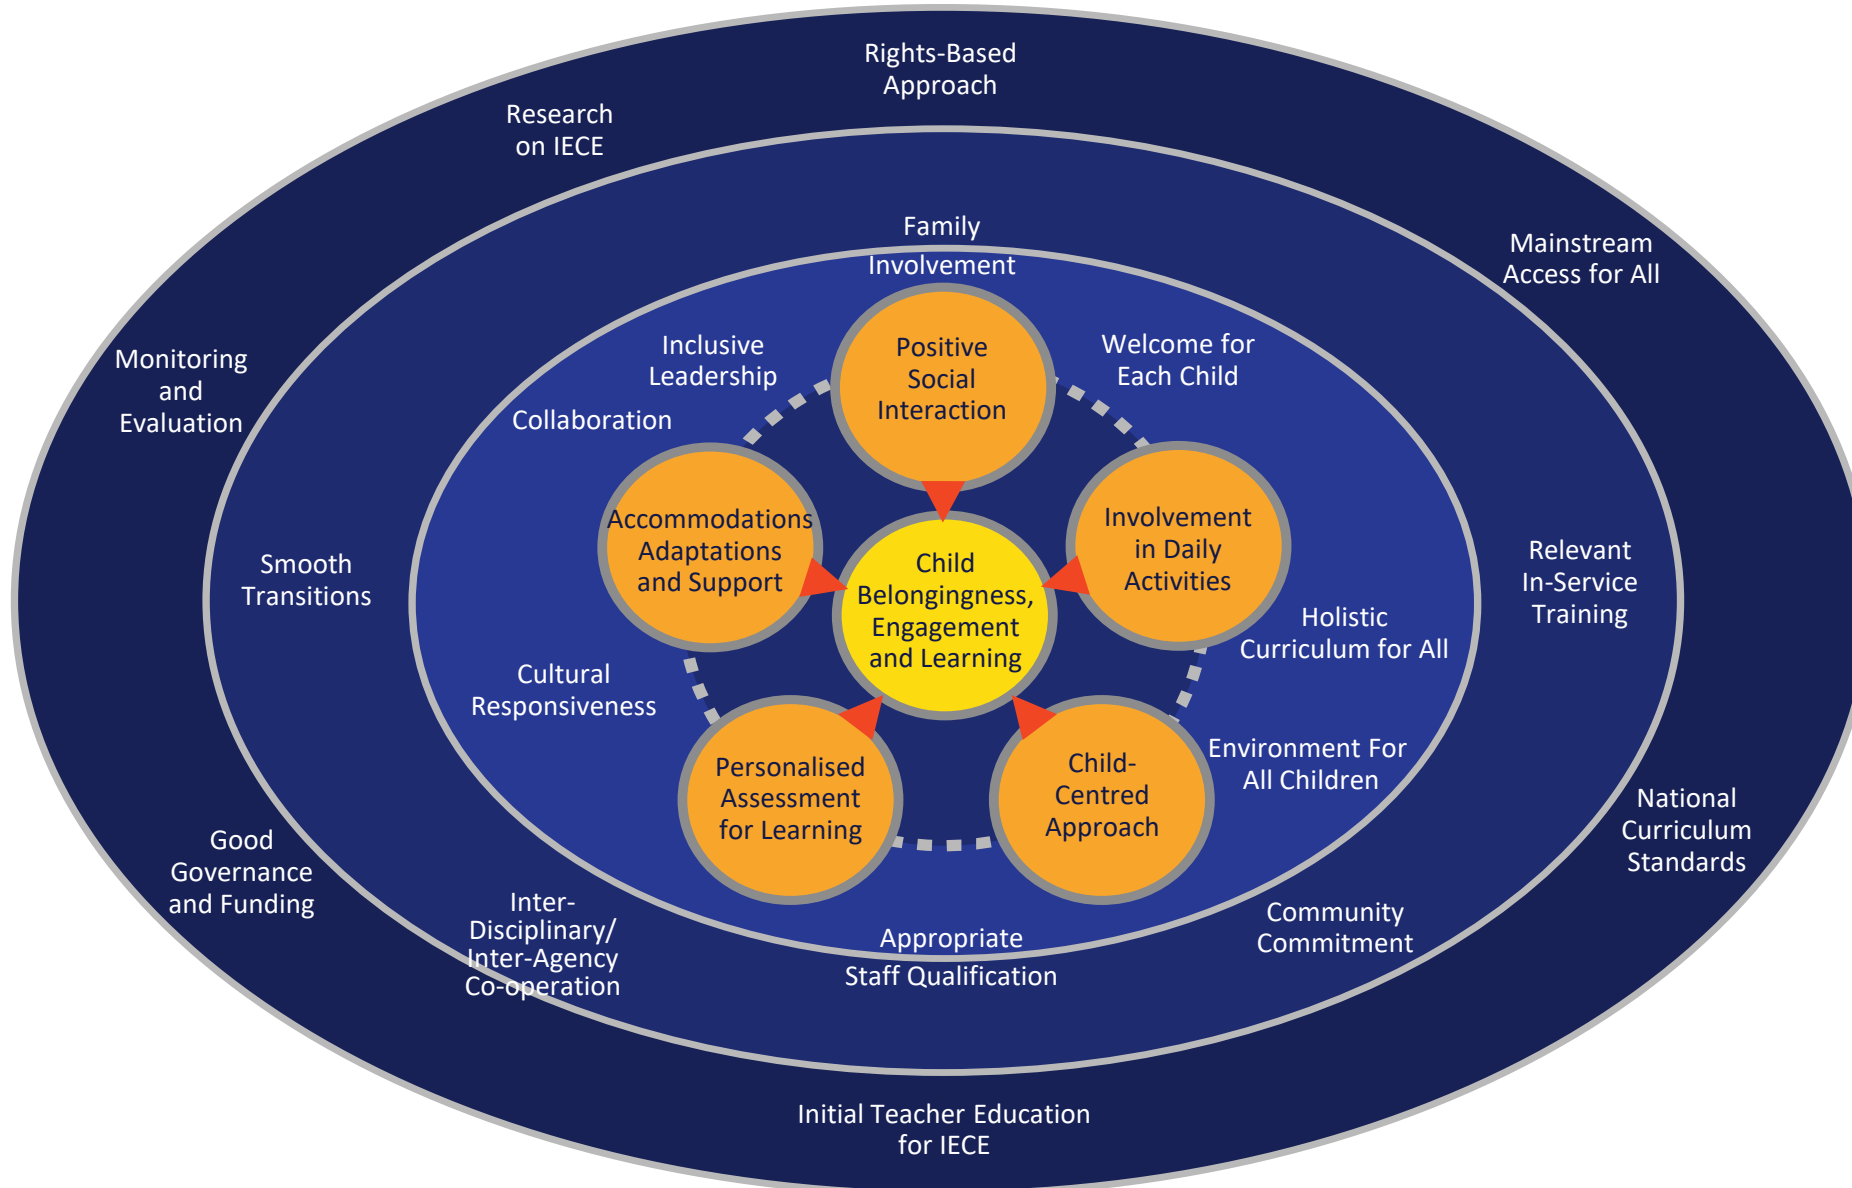 Rights-Based
Approach
Research
on IECE
Mainstream
Access for All
Monitoring
and
Evaluation
Good
Governance
and Funding
National
Curriculum
Standards
Initial Teacher Education
for IECE
Family
Involvement
Smooth
Transitions
Relevant
In-Service
Training
Inter-
Disciplinary/
Inter-Agency
Co-operation
Community
Commitment
Appropriate
Staff Qualification
Inclusive
Leadership
Welcome for
Each Child
Collaboration
Holistic
Curriculum for All
Cultural
Responsiveness
Environment For
All Children
Positive
Social
Interaction
Accommodations
Adaptations
and Support
Involvement
in Daily
Activities
Child
Belongingness,
Engagement
and Learning
Personalised
Assessment
for Learning
Child-
Centred
Approach